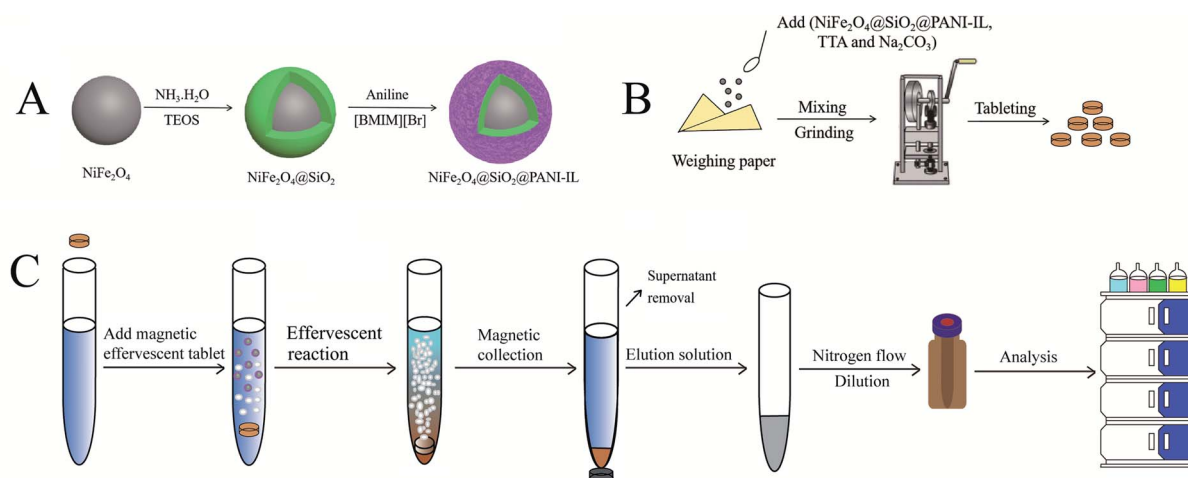 A
NH₃.H₂O
TEOS
Aniline
[BMIM][Br]
NiFe₂O₄
NiFe₂O₄@SiO₂
NiFe₂O₄@SiO₂@PANI-IL
B
Add (NiFe₂O₄@SiO₂@PANI-IL,
TTA and Na₂CO₃)
Mixing
Grinding
Tableting
Weighing paper
C
Add magnetic
effervescent tablet
Effervescent
reaction
Magnetic
collection
Supernatant
removal
Elution solution
Nitrogen flow
Dilution
Analysis